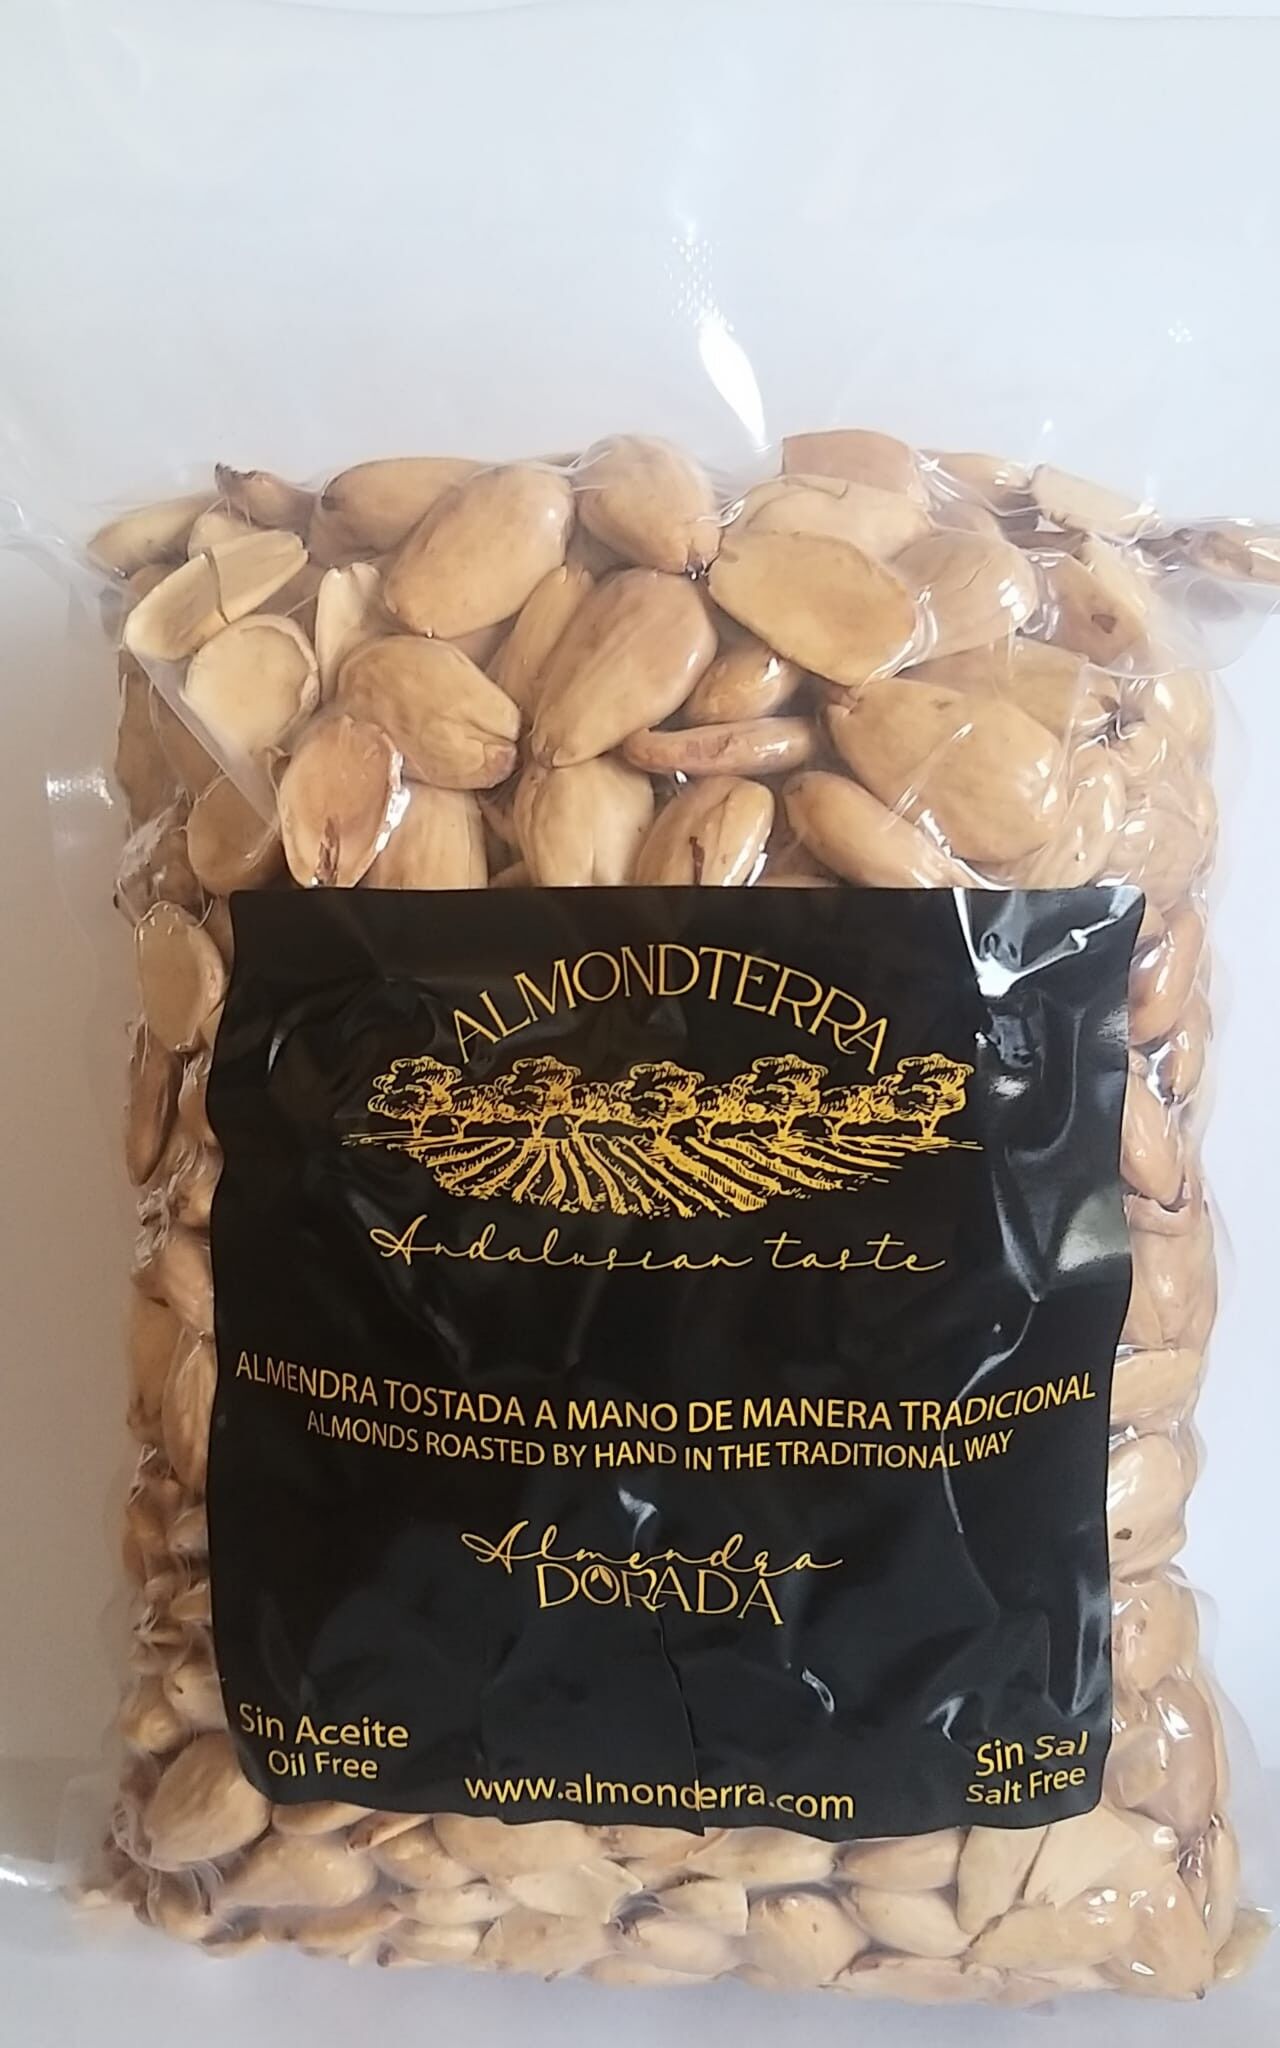 ALMONDTERRA
Andalusian taste
ALMENDRA TOSTADA A MANO DE MANERA TRADICIONAL
ALMONDS ROASTED BY HAND IN THE TRADITIONAL WAY
Almendra
DORADA
Sin Aceite
Oil Free
Sin Sal
Salt Free
www.almonderra.com